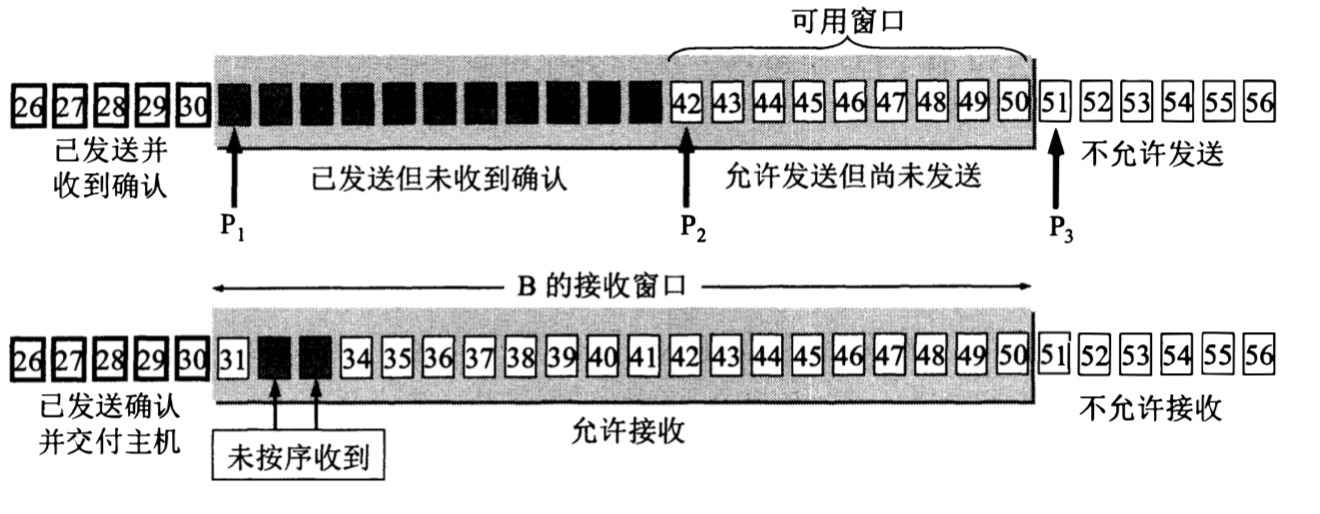 可用窗口
26 27 28 29 30 42 43 44 45 46 47 48 49 50 51 52 53 54 55 56
已发送并
收到确认
已发送但未收到确认
允许发送但尚未发送
不允许发送
P1
P2
P3
B 的接收窗口
26 27 28 29 30 31 34 35 36 37 38 39 40 41 42 43 44 45 46 47 48 49 50 51 52 53 54 55 56
已发送确认
并交付主机
未按序收到
允许接收
不允许接收